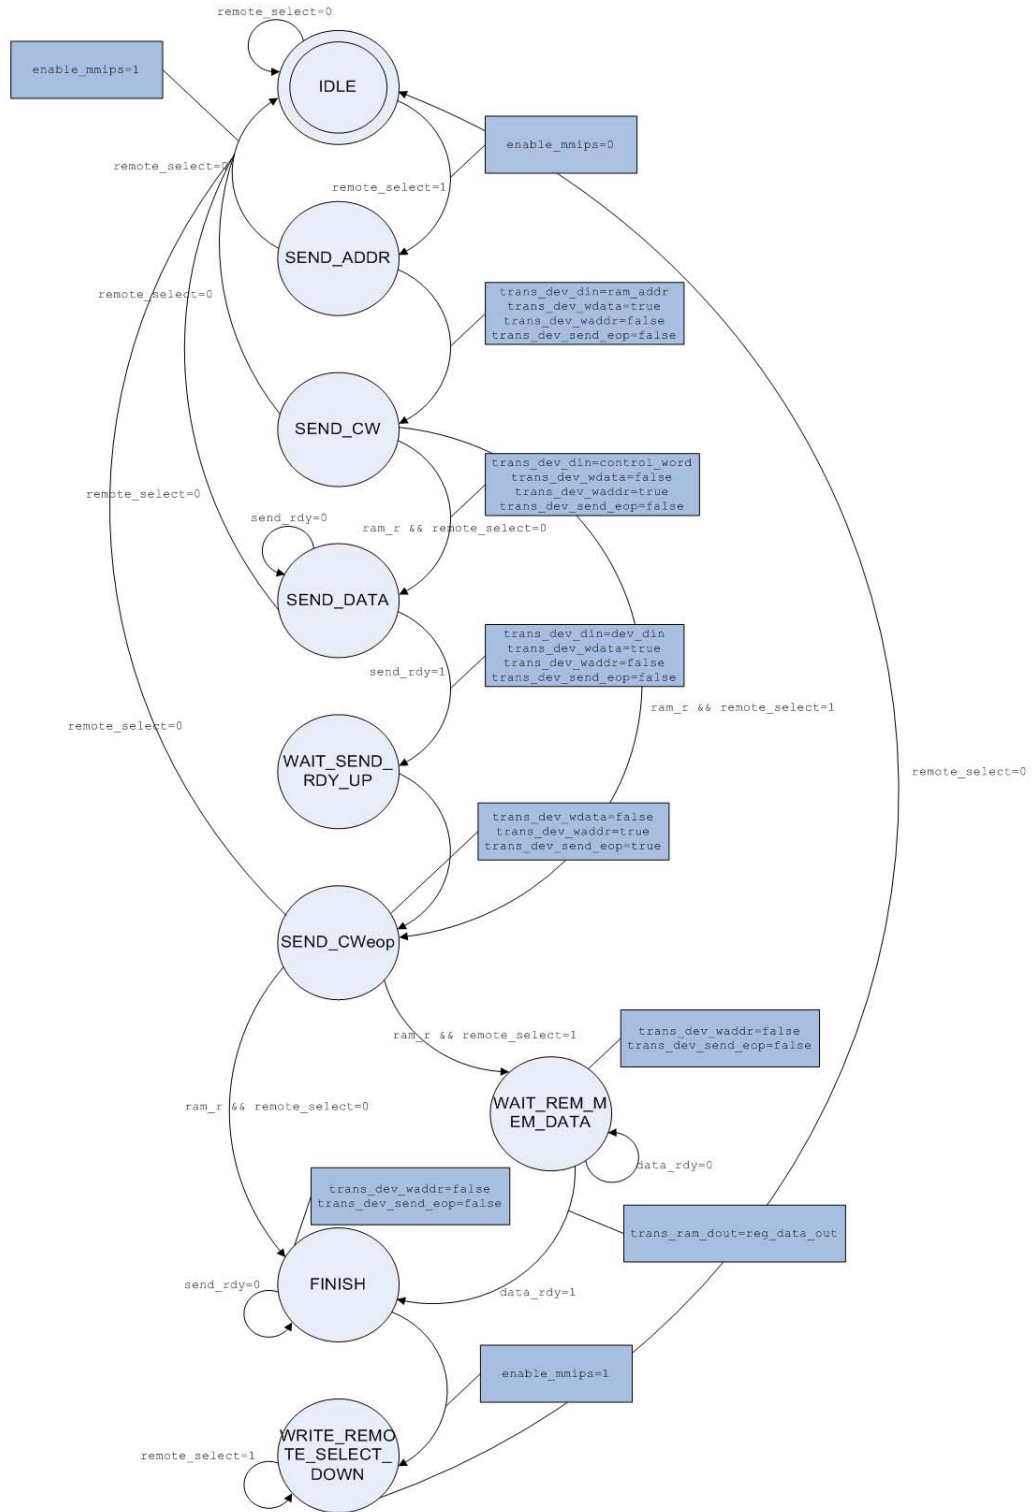 remote_select=0
enable_mmips=1
IDLE
enable_mmips=0
remote_select=0
remote_select=1
SEND_ADDR
remote_select=0
trans_dev_din=ram_addr
trans_dev_wdata=true
trans_dev_waddr=false
trans_dev_send_eop=false
SEND_CW
trans_dev_din=control_word
trans_dev_wdata=false
trans_dev_waddr=true
trans_dev_send_eop=false
remote_select=0
send_rdy=0
ram_r && remote_select=0
SEND_DATA
trans_dev_din=dev_din
trans_dev_wdata=true
trans_dev_waddr=false
trans_dev_send_eop=false
send_rdy=1
ram_r && remote_select=1
remote_select=0
WAIT_SEND_
RDY_UP
remote_select=0
trans_dev_wdata=false
trans_dev_waddr=true
trans_dev_send_eop=true
SEND_CWeop
ram_r && remote_select=1
trans_dev_waddr=false
trans_dev_send_eop=false
WAIT_REM_M
EM_DATA
ram_r && remote_select=0
data_rdy=0
trans_dev_waddr=false
trans_dev_send_eop=false
trans_ram_dout=reg_data_out
FINISH
send_rdy=0
data_rdy=1
enable_mmips=1
WRITE_REMO
TE_SELECT_
DOWN
remote_select=1